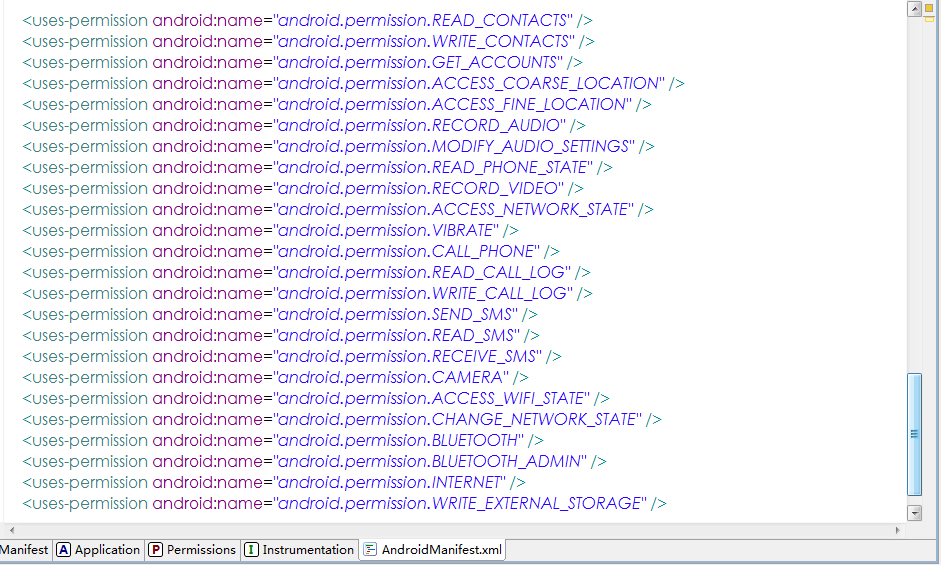 <uses-permission android:name="android.permission.READ_CONTACTS" />
<uses-permission android:name="android.permission.WRITE_CONTACTS" />
<uses-permission android:name="android.permission.GET_ACCOUNTS" />
<uses-permission android:name="android.permission.ACCESS_COARSE_LOCATION" />
<uses-permission android:name="android.permission.ACCESS_FINE_LOCATION" />
<uses-permission android:name="android.permission.RECORD_AUDIO" />
<uses-permission android:name="android.permission.MODIFY_AUDIO_SETTINGS" />
<uses-permission android:name="android.permission.READ_PHONE_STATE" />
<uses-permission android:name="android.permission.RECORD_VIDEO" />
<uses-permission android:name="android.permission.ACCESS_NETWORK_STATE" />
<uses-permission android:name="android.permission.VIBRATE" />
<uses-permission android:name="android.permission.CALL_PHONE" />
<uses-permission android:name="android.permission.READ_CALL_LOG" />
<uses-permission android:name="android.permission.WRITE_CALL_LOG" />
<uses-permission android:name="android.permission.SEND_SMS" />
<uses-permission android:name="android.permission.READ_SMS" />
<uses-permission android:name="android.permission.RECEIVE_SMS" />
<uses-permission android:name="android.permission.CAMERA" />
<uses-permission android:name="android.permission.ACCESS_WIFI_STATE" />
<uses-permission android:name="android.permission.CHANGE_NETWORK_STATE" />
<uses-permission android:name="android.permission.BLUETOOTH" />
<uses-permission android:name="android.permission.BLUETOOTH_ADMIN" />
<uses-permission android:name="android.permission.INTERNET" />
<uses-permission android:name="android.permission.WRITE_EXTERNAL_STORAGE" />
Manifest A Application P Permissions I Instrumentation AndroidManifest.xml